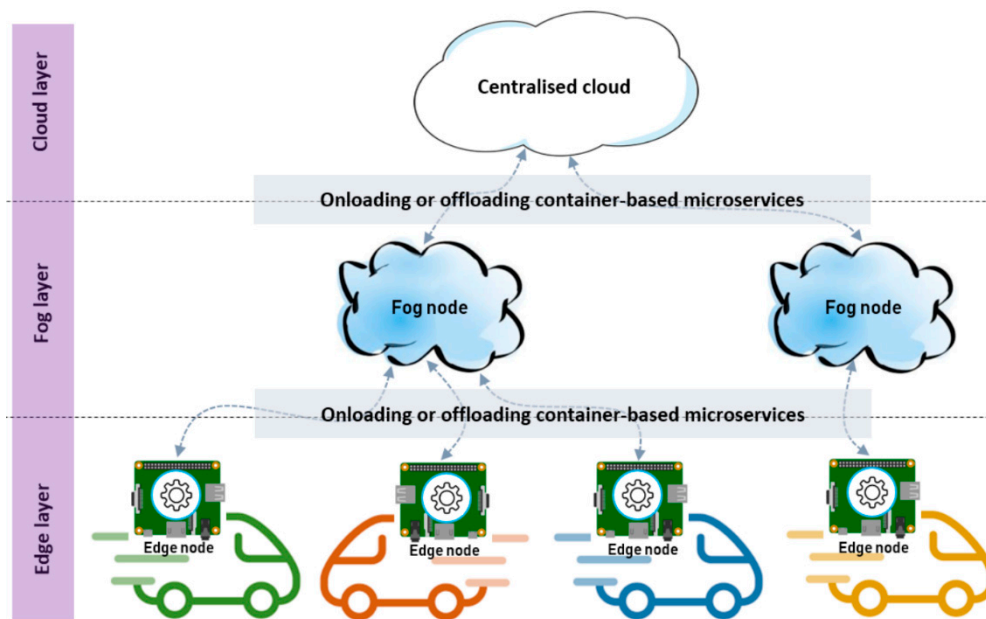 Cloud layer
Centralised cloud
Onloading or offloading container-based microservices
Fog layer
Fog node
Fog node
Onloading or offloading container-based microservices
Edge layer
Edge node
Edge node
Edge node
Edge node